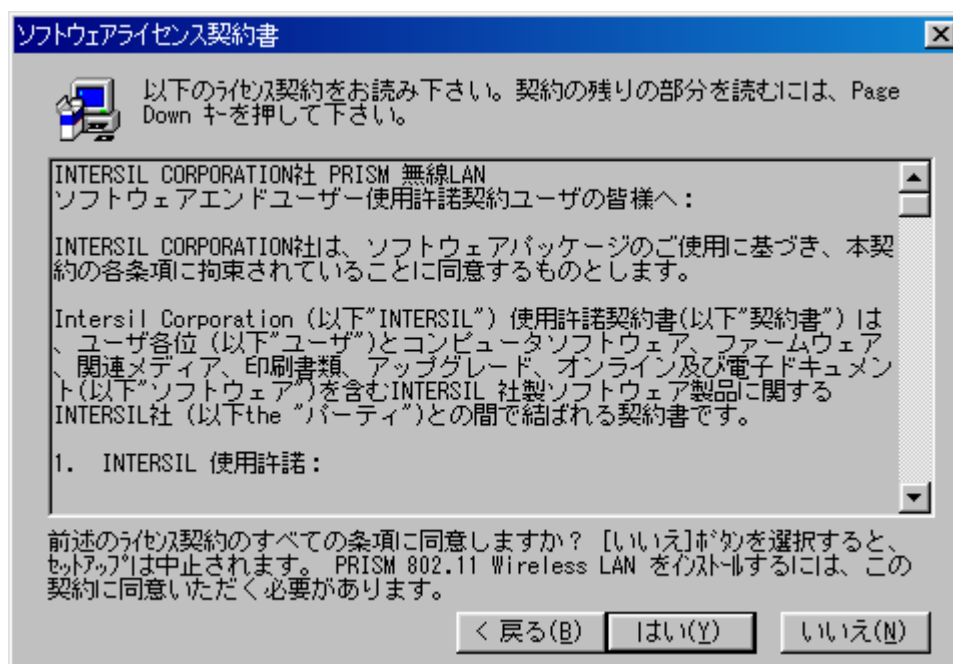 ソフトウェアライセンス契約書
以下のライセンス契約をお読み下さい。契約の残りの部分を読むには、Page
Down キーを押して下さい。
INTERSIL CORPORATION社 PRISM 無線LAN
ソフトウェアエンドユーザー使用許諾契約ユーザの皆様へ:
INTERSIL CORPORATION社は、ソフトウェアパッケージのご使用に基づき、本契
約の各条項に拘束されていることに同意するものとします。
Intersil Corporation (以下"INTERSIL") 使用許諾契約書(以下"契約書") は
、ユーザ各位 (以下"ユーザ")とコンピュータソフトウェア、ファームウェア
、関連メディア、印刷書類、アップグレード、オンライン及び電子ドキュメン
ト(以下"ソフトウェア")を含むINTERSIL 社製ソフトウェア製品に関する
INTERSIL社 (以下the "パーティ")との間で結ばれる契約書です。
1. INTERSIL 使用許諾:
前述のライセンス契約のすべての条項に同意しますか? [いいえ]ボタンを選択すると、
セットアップは中止されます。 PRISM 802.11 Wireless LAN をインストールするには、この
契約に同意いただく必要があります。
< 戻る(B) はい(Y) いいえ(N)